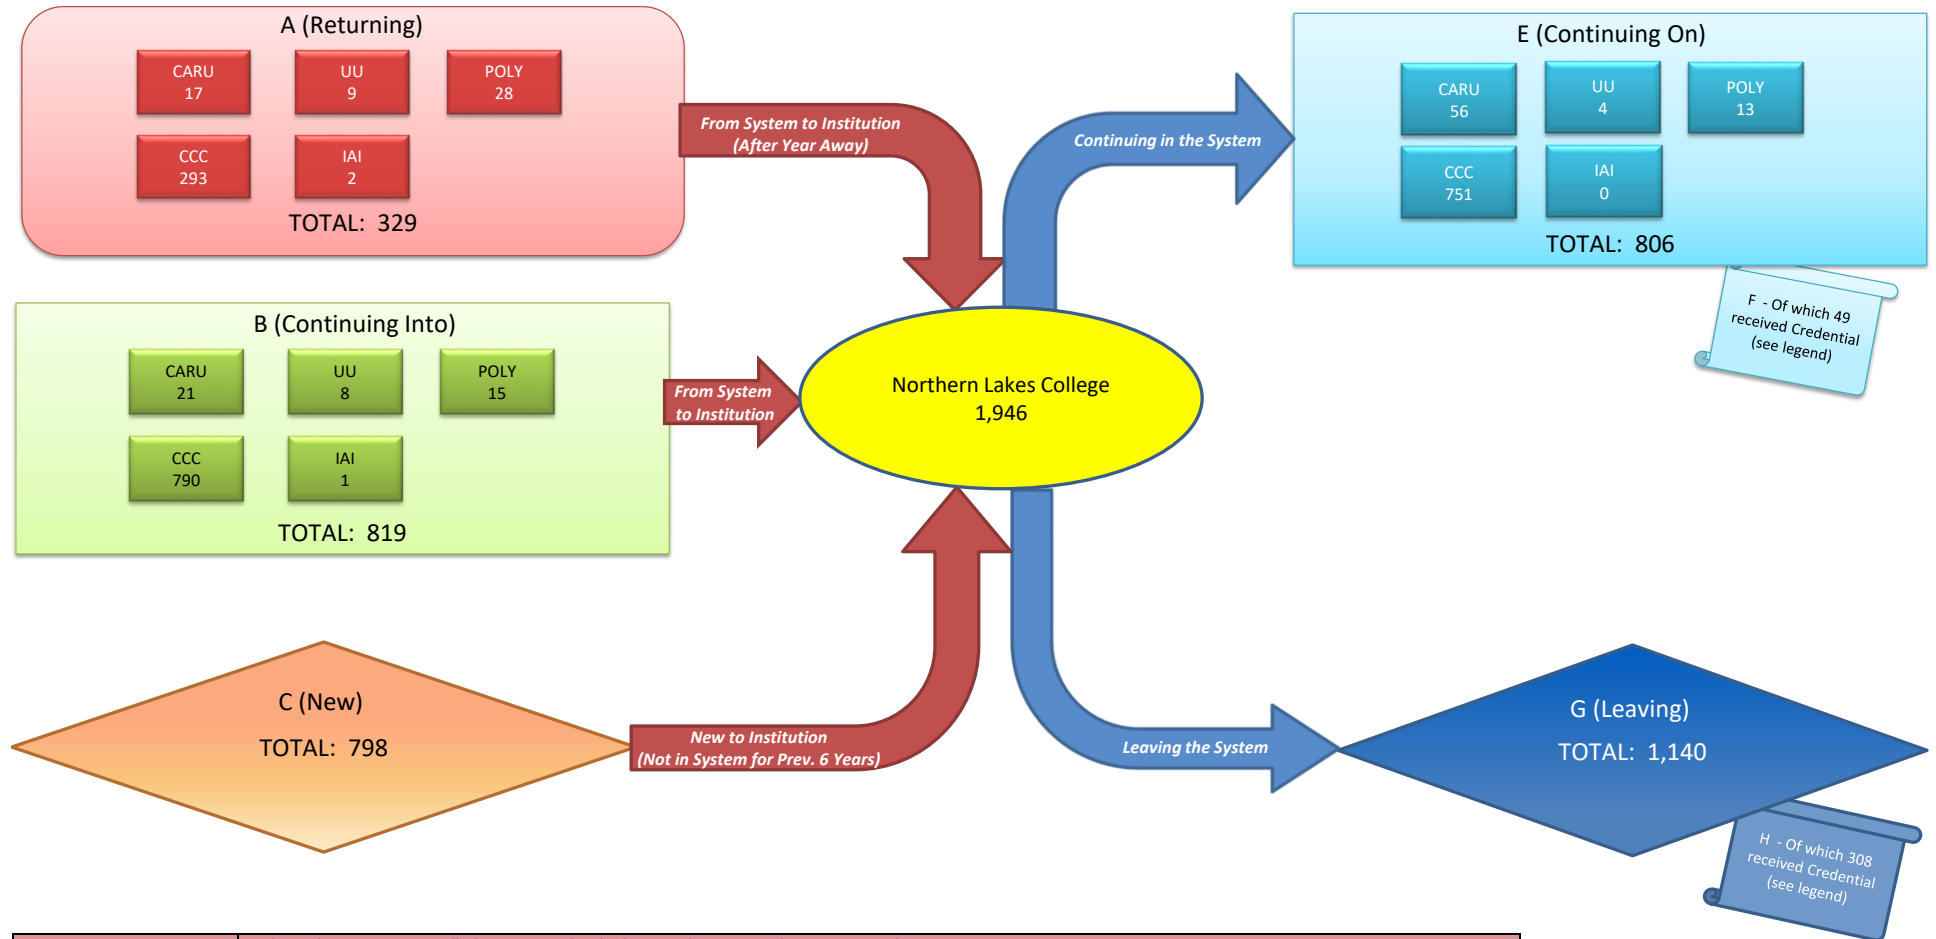 A (Returning)
CARU
17
UU
9
POLY
28
CCC
293
IAI
2
TOTAL: 329
From System to Institution
(After Year Away)
B (Continuing Into)
CARU
21
UU
8
POLY
15
CCC
790
IAI
1
TOTAL: 819
From System
to Institution
C (New)
TOTAL: 798
New to Institution
(Not in System for Prev. 6 Years)
Northern Lakes College
1,946
Continuing in the System
E (Continuing On)
CARU
56
UU
4
POLY
13
CCC
751
IAI
0
TOTAL: 806
F - Of which 49
received Credential
(see legend)
Leaving the System
G (Leaving)
TOTAL: 1,140
H - Of which 308
received Credential
(see legend)